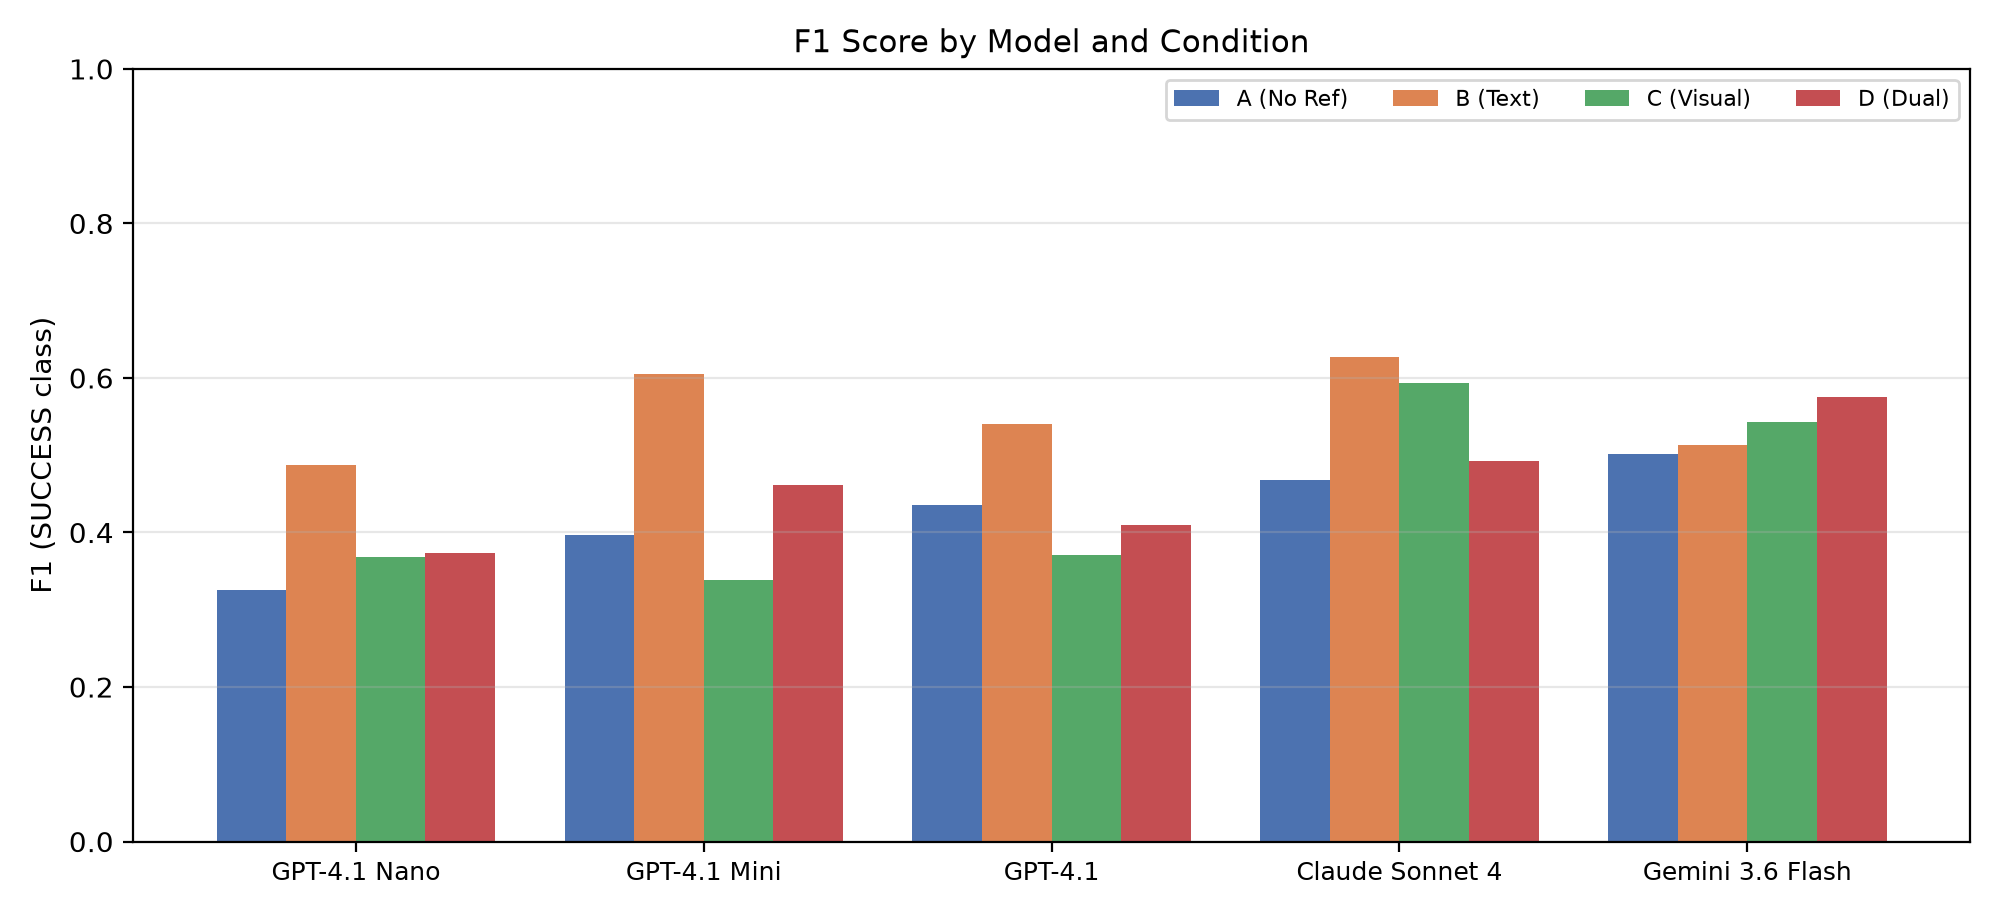 F1 Score by Model and Condition
A (No Ref) B (Text) C (Visual) D (Dual)
F1 (SUCCESS class)
1.0
0.8
0.6
0.4
0.2
0.0
GPT-4.1 Nano GPT-4.1 Mini GPT-4.1 Claude Sonnet 4 Gemini 3.6 Flash